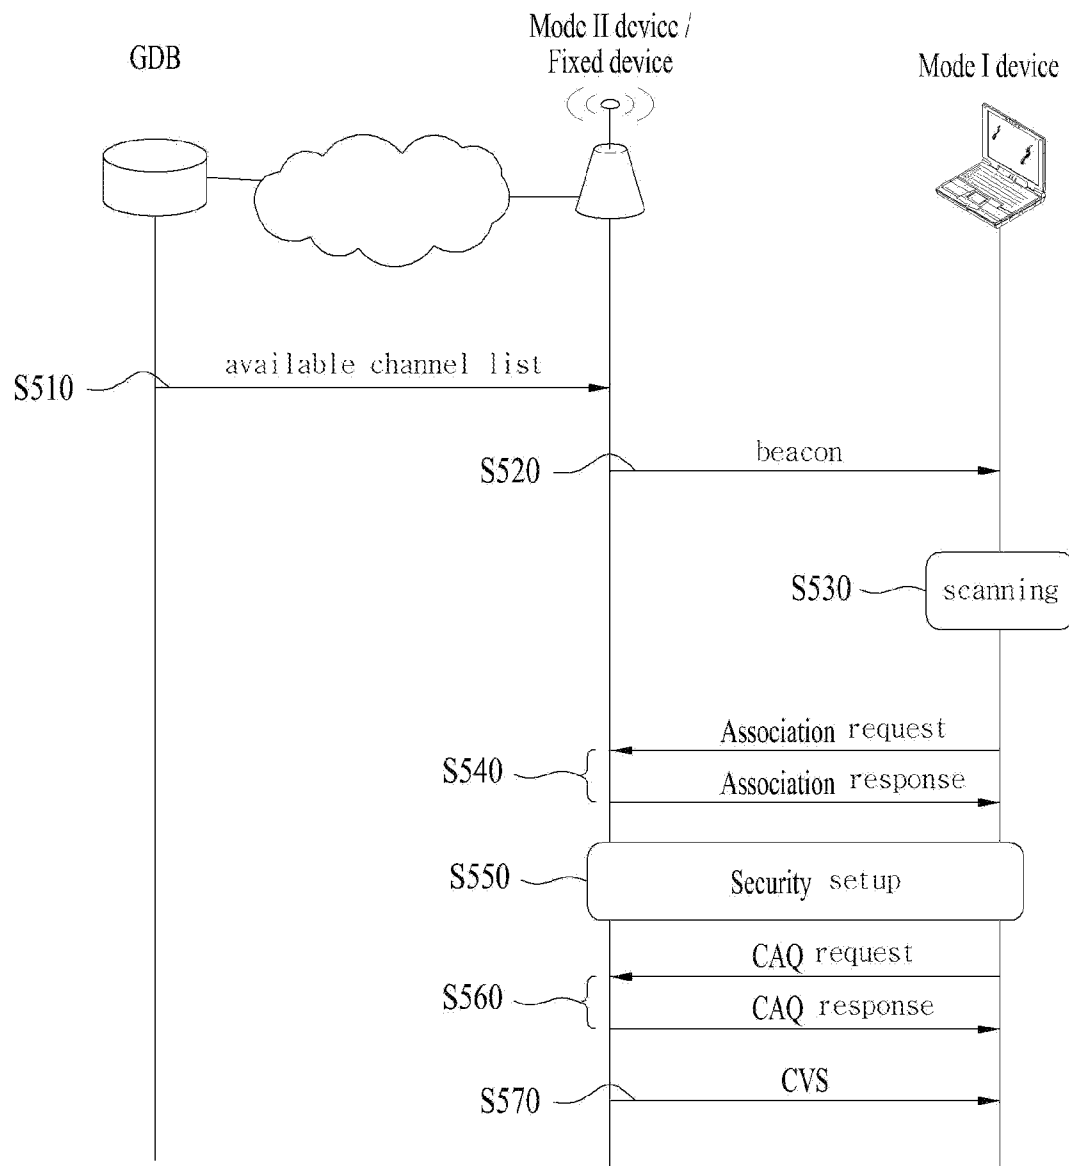 Mode II device /
GDB
Fixed device
Mode I device
available channel list
S510
beacon
S520
S530
scanning
Association request
S540
Association response
S550
Security setup
CAQ request
S560
CAQ response
CVS
S570